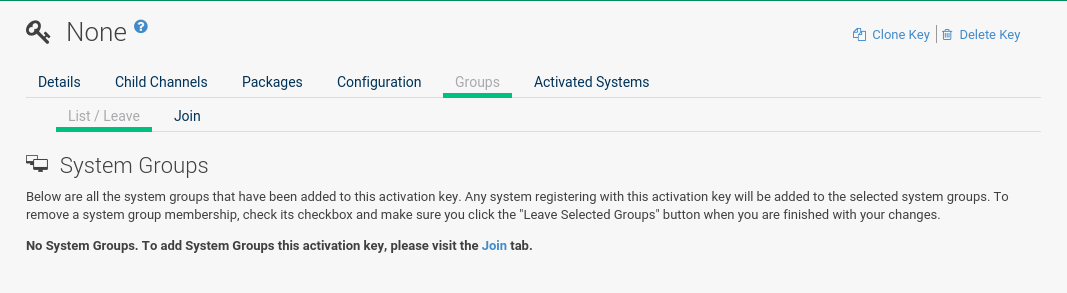 None ?
Clone Key | Delete Key
Details Child Channels Packages Configuration Groups Activated Systems
List / Leave Join
System Groups
Below are all the system groups that have been added to this activation key. Any system registering with this activation key will be added to the selected system groups. To
remove a system group membership, check its checkbox and make sure you click the "Leave Selected Groups" button when you are finished with your changes.
No System Groups. To add System Groups this activation key, please visit the Join tab.